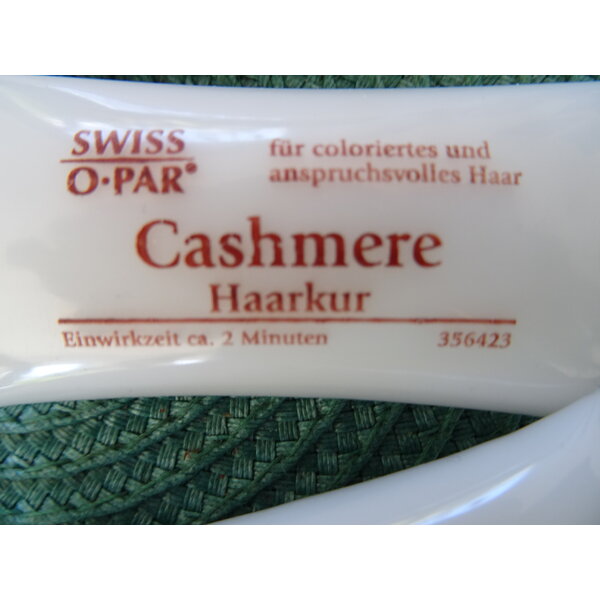 SWISS
O·PAR®
für coloriertes und
anspruchsvolles Haar
Cashmere
Haarkur
Einwirkzeit ca. 2 Minuten 356423